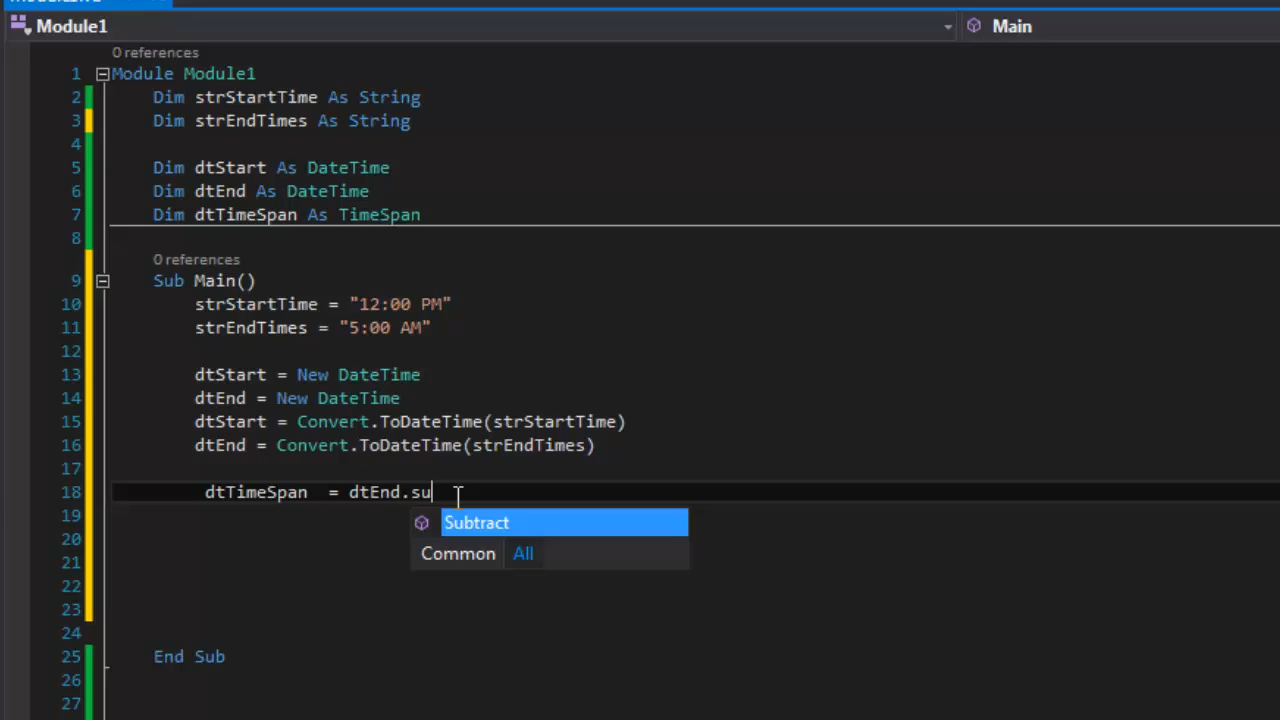 Module1 Main
0 references
1 Module Module1
2 Dim strStartTime As String
3 Dim strEndTimes As String
4
5 Dim dtStart As DateTime
6 Dim dtEnd As DateTime
7 Dim dtTimeSpan As TimeSpan
8
0 references
9 Sub Main()
10 strStartTime = "12:00 PM"
11 strEndTimes = "5:00 AM"
12
13 dtStart = New DateTime
14 dtEnd = New DateTime
15 dtStart = Convert.ToDateTime(strStartTime)
16 dtEnd = Convert.ToDateTime(strEndTimes)
17
18 dtTimeSpan = dtEnd.su
19 Subtract
20 Common All
21
22
23
24
25 End Sub
26
27